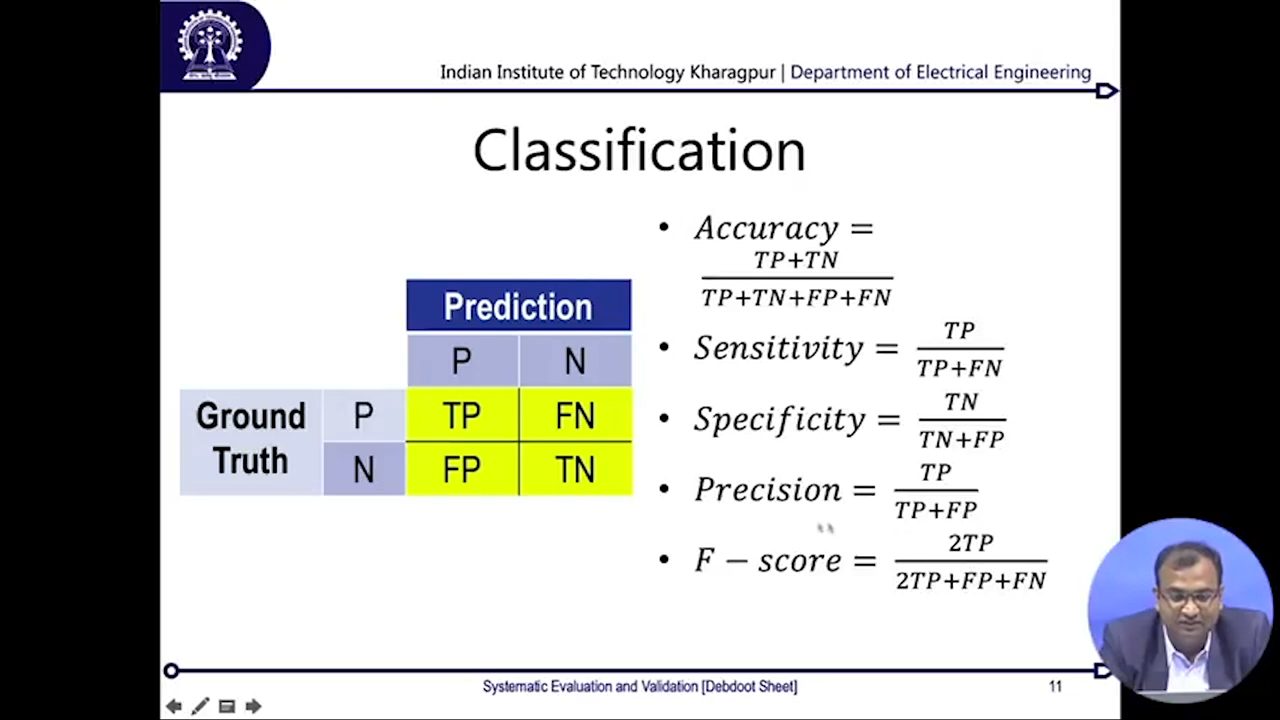 Indian Institute of Technology Kharagpur | Department of Electrical Engineering
Classification
Prediction
P N
Ground Truth
P TP FN
N FP TN
• Accuracy =
TP+TN
TP+TN+FP+FN
• Sensitivity = TP
TP+FN
• Specificity = TN
TN+FP
• Precision = TP
TP+FP
• F − score = 2TP
2TP+FP+FN
Systematic Evaluation and Validation [Debdoot Sheet]
11